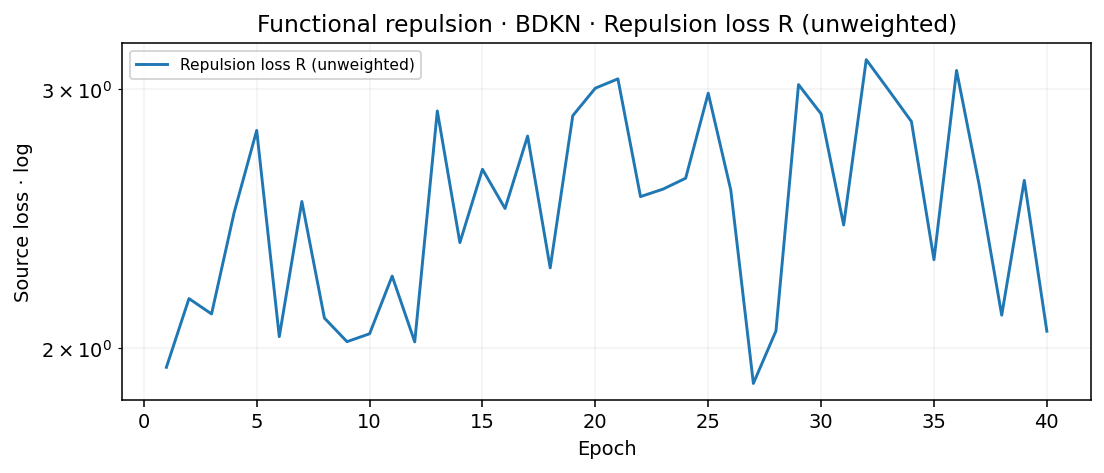 Functional repulsion · BDKN · Repulsion loss R (unweighted)
Repulsion loss R (unweighted)
Source loss · log
3 × 10⁰
2 × 10⁰
0 5 10 15 20 25 30 35 40
Epoch